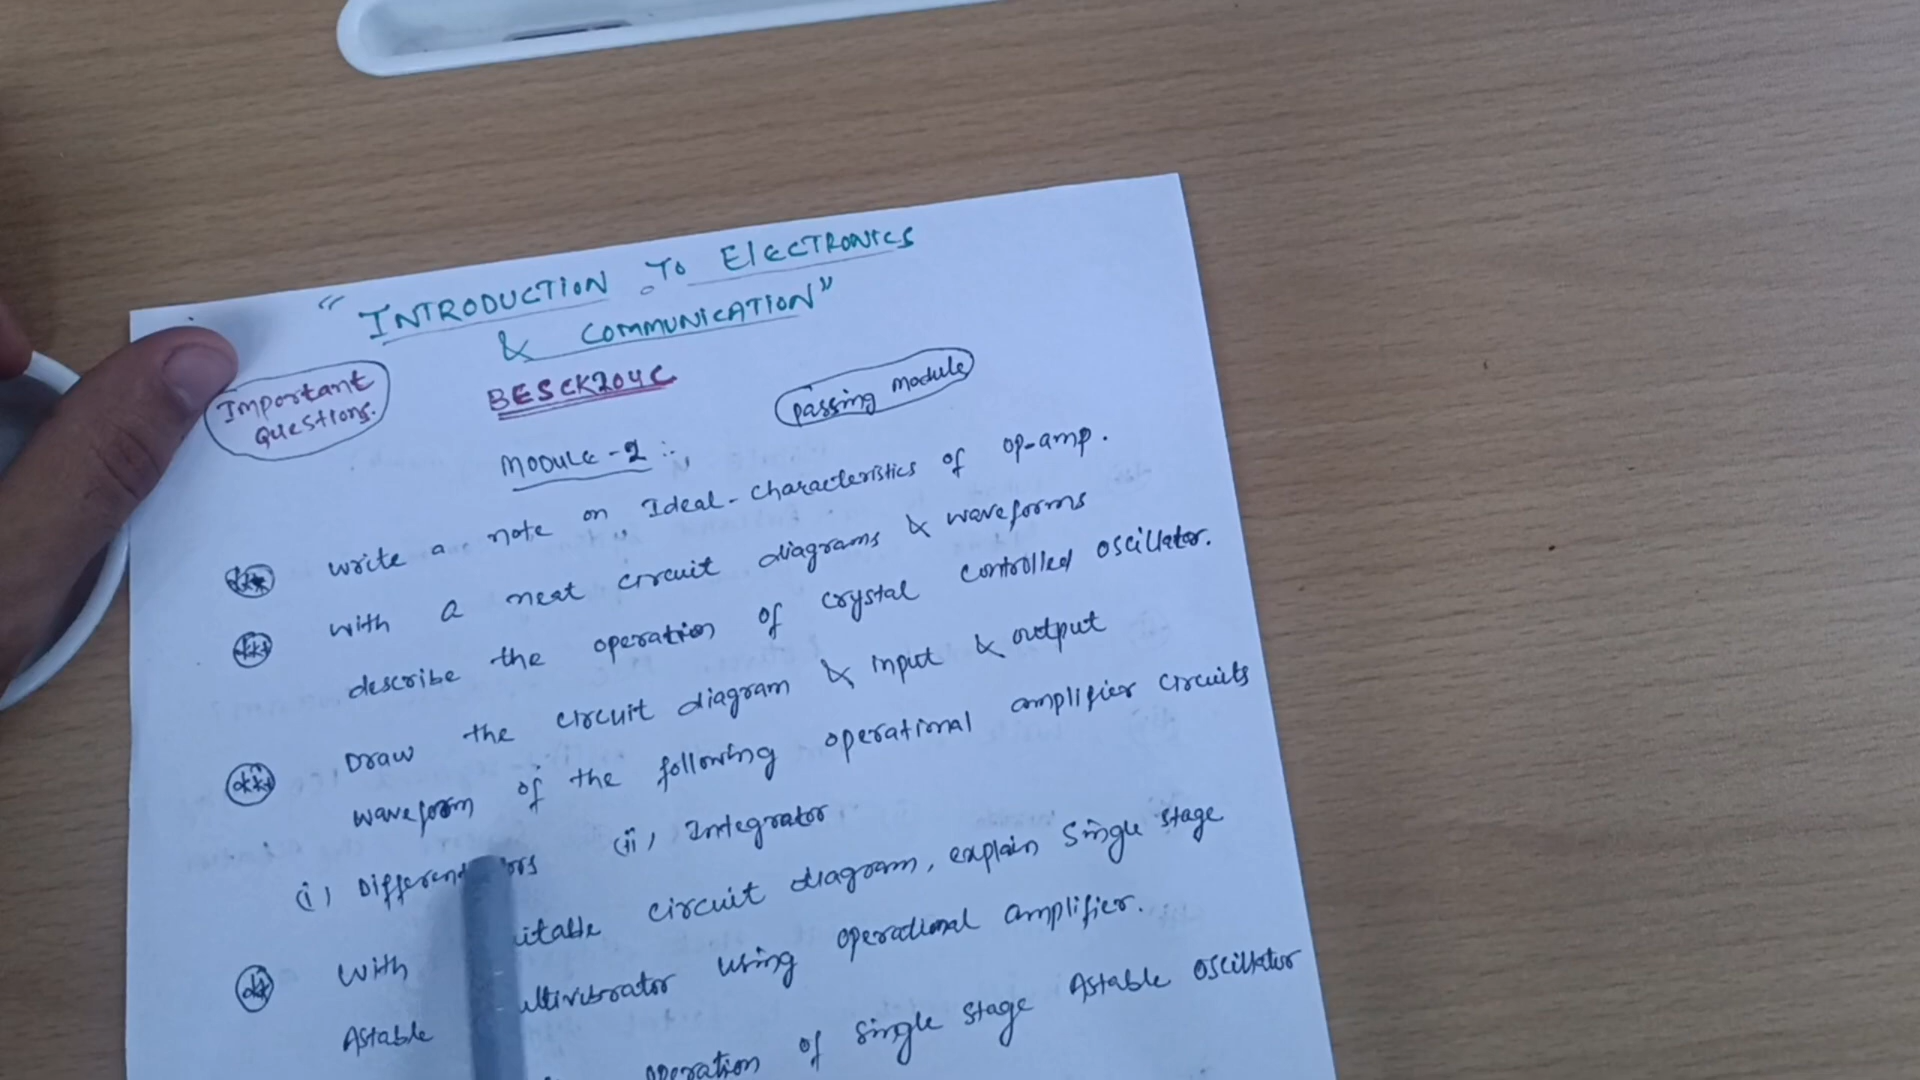 "INTRODUCTION TO ELECTRONICS
& COMMUNICATION"
Important
Questions.
BESCK204C
Passing module
MODULE-2 :-
write a note on Ideal-characteristics of op-amp.
With a neat circuit diagrams & waveforms
describe the operation of crystal controlled oscillator.
Draw the circuit diagram & input & output
waveform of the following operational amplifier circuits
(i) (ii) Integrator
With circuit diagram, explain Single stage
Astable using operational amplifier.
operation of Single stage Astable oscillator